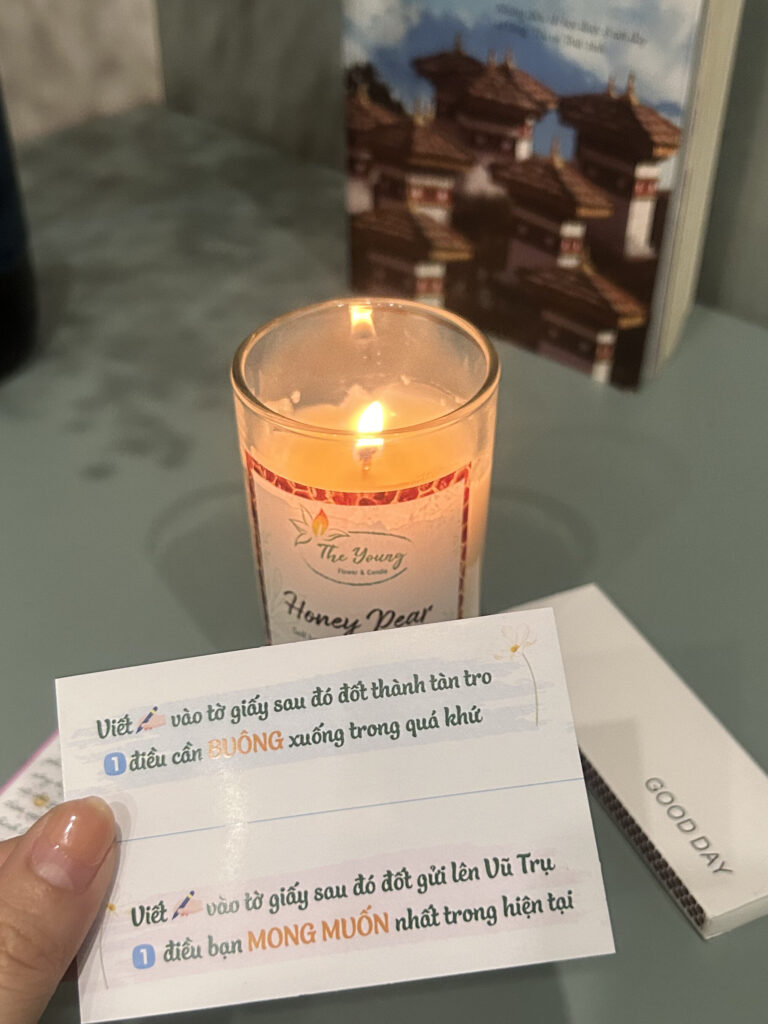 The Young
Flower & Candle
Honey Pear
Viết vào tờ giấy sau đó đốt thành tàn tro
1 điều cần BUÔNG xuống trong quá khứ
Viết vào tờ giấy sau đó đốt gửi lên Vũ Trụ
1 điều bạn MONG MUỐN nhất trong hiện tại
GOOD DAY